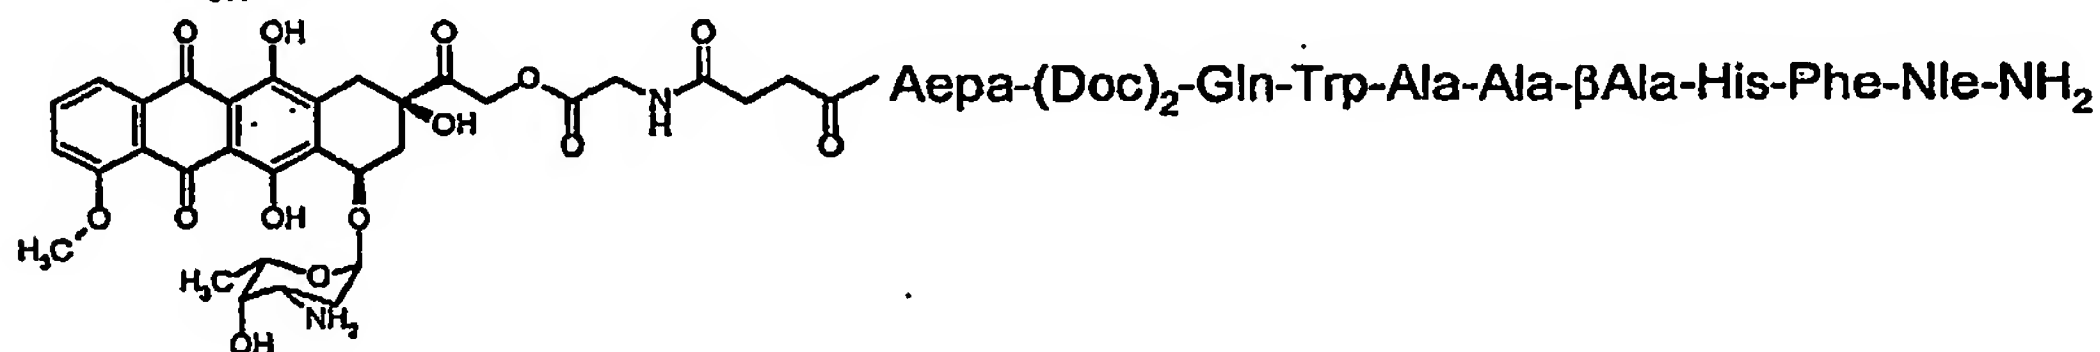 O OH O O
O
Aepa-(Doc)₂-Gln-Trp-Ala-Ala-βAla-His-Phe-Nle-NH₂
OH O N
H O
O O OH O
H₃C
H₃C O
NH₂
OH